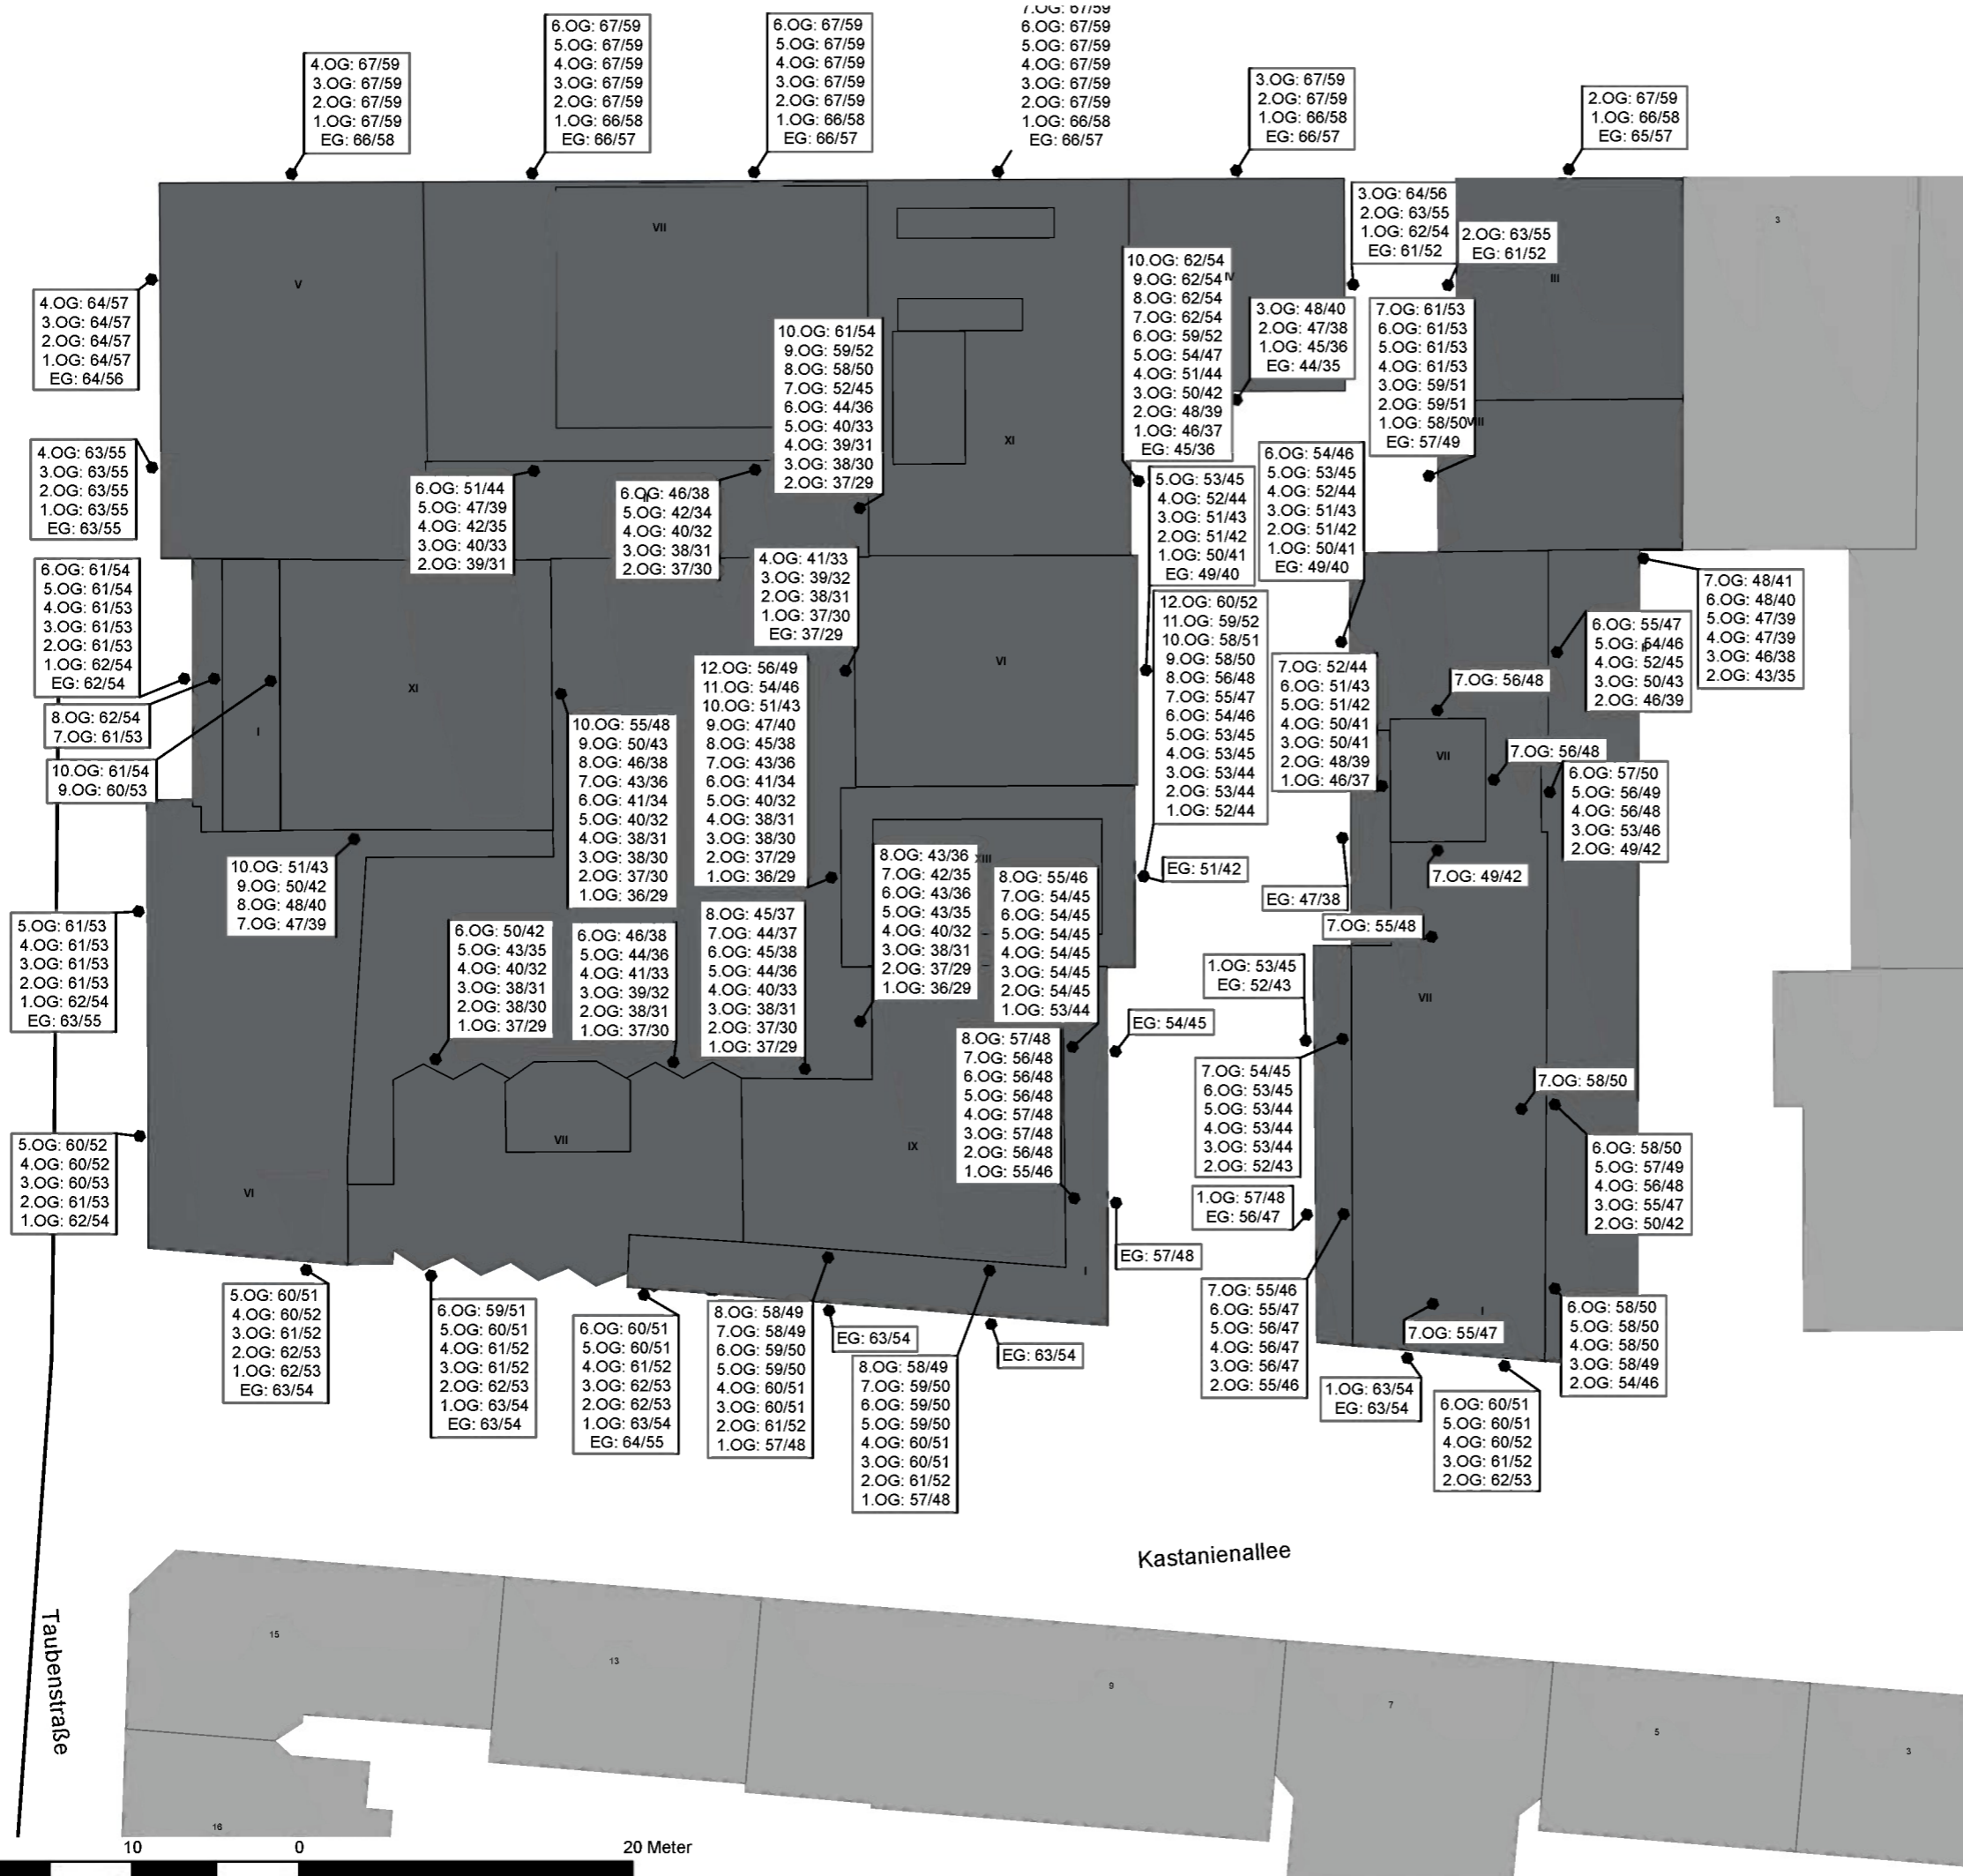 6.OG: 67/59
5.OG: 67/59
4.OG: 67/59
3.OG: 67/59
2.OG: 67/59
1.OG: 66/58
EG: 66/57
6.OG: 67/59
5.OG: 67/59
4.OG: 67/59
3.OG: 67/59
2.OG: 67/59
1.OG: 66/58
EG: 66/57
7.OG: 67/59
6.OG: 67/59
5.OG: 67/59
4.OG: 67/59
3.OG: 67/59
2.OG: 67/59
1.OG: 66/58
EG: 66/57
4.OG: 67/59
3.OG: 67/59
2.OG: 67/59
1.OG: 67/59
EG: 66/58
3.OG: 67/59
2.OG: 67/59
1.OG: 66/58
EG: 66/57
2.OG: 67/59
1.OG: 66/58
EG: 65/57
3.OG: 64/56
2.OG: 63/55
1.OG: 62/54
EG: 61/52
2.OG: 63/55
EG: 61/52
3
VII
V
IV
III
10.OG: 62/54
9.OG: 62/54
8.OG: 62/54
7.OG: 62/54
6.OG: 59/52
5.OG: 54/47
4.OG: 51/44
3.OG: 50/42
2.OG: 48/39
1.OG: 46/37
EG: 45/36
3.OG: 48/40
2.OG: 47/38
1.OG: 45/36
EG: 44/35
7.OG: 61/53
6.OG: 61/53
5.OG: 61/53
4.OG: 61/53
3.OG: 59/51
2.OG: 59/51
1.OG: 58/50
EG: 57/49
VIII
4.OG: 64/57
3.OG: 64/57
2.OG: 64/57
1.OG: 64/57
EG: 64/56
10.OG: 61/54
9.OG: 59/52
8.OG: 58/50
7.OG: 52/45
6.OG: 44/36
5.OG: 40/33
4.OG: 39/31
3.OG: 38/30
2.OG: 37/29
XI
4.OG: 63/55
3.OG: 63/55
2.OG: 63/55
1.OG: 63/55
EG: 63/55
6.OG: 51/44
5.OG: 47/39
4.OG: 42/35
3.OG: 40/33
2.OG: 39/31
6.OG: 46/38
5.OG: 42/34
4.OG: 40/32
3.OG: 38/31
2.OG: 37/30
II
5.OG: 53/45
4.OG: 52/44
3.OG: 51/43
2.OG: 51/42
1.OG: 50/41
EG: 49/40
6.OG: 54/46
5.OG: 53/45
4.OG: 52/44
3.OG: 51/43
2.OG: 51/42
1.OG: 50/41
EG: 49/40
6.OG: 61/54
5.OG: 61/54
4.OG: 61/53
3.OG: 61/53
2.OG: 61/53
1.OG: 62/54
EG: 62/54
4.OG: 41/33
3.OG: 39/32
2.OG: 38/31
1.OG: 37/30
EG: 37/29
7.OG: 48/41
6.OG: 48/40
5.OG: 47/39
4.OG: 47/39
3.OG: 46/38
2.OG: 43/35
12.OG: 60/52
11.OG: 59/52
10.OG: 58/51
9.OG: 58/50
8.OG: 56/48
7.OG: 55/47
6.OG: 54/46
5.OG: 53/45
4.OG: 53/45
3.OG: 53/44
2.OG: 53/44
1.OG: 52/44
6.OG: 55/47
5.OG: 54/46
4.OG: 52/45
3.OG: 50/43
2.OG: 46/39
II
7.OG: 52/44
6.OG: 51/43
5.OG: 51/42
4.OG: 50/41
3.OG: 50/41
2.OG: 48/39
1.OG: 46/37
12.OG: 56/49
11.OG: 54/46
10.OG: 51/43
9.OG: 47/40
8.OG: 45/38
7.OG: 43/36
6.OG: 41/34
5.OG: 40/32
4.OG: 38/31
3.OG: 38/30
2.OG: 37/29
1.OG: 36/29
VI
XI
7.OG: 56/48
8.OG: 62/54
7.OG: 61/53
I
10.OG: 55/48
9.OG: 50/43
8.OG: 46/38
7.OG: 43/36
6.OG: 41/34
5.OG: 40/32
4.OG: 38/31
3.OG: 38/30
2.OG: 37/30
1.OG: 36/29
VII
7.OG: 56/48
10.OG: 61/54
9.OG: 60/53
6.OG: 57/50
5.OG: 56/49
4.OG: 56/48
3.OG: 53/46
2.OG: 49/42
10.OG: 51/43
9.OG: 50/42
8.OG: 48/40
7.OG: 47/39
8.OG: 43/36
7.OG: 42/35
6.OG: 43/36
5.OG: 43/35
4.OG: 40/32
3.OG: 38/31
2.OG: 37/29
1.OG: 36/29
XIII
8.OG: 55/46
7.OG: 54/45
6.OG: 54/45
5.OG: 54/45
4.OG: 54/45
3.OG: 54/45
2.OG: 54/45
1.OG: 53/44
EG: 51/42
7.OG: 49/42
EG: 47/38
7.OG: 55/48
5.OG: 61/53
4.OG: 61/53
3.OG: 61/53
2.OG: 61/53
1.OG: 62/54
EG: 63/55
6.OG: 50/42
5.OG: 43/35
4.OG: 40/32
3.OG: 38/31
2.OG: 38/30
1.OG: 37/29
6.OG: 46/38
5.OG: 44/36
4.OG: 41/33
3.OG: 39/32
2.OG: 38/31
1.OG: 37/30
8.OG: 45/37
7.OG: 44/37
6.OG: 45/38
5.OG: 44/36
4.OG: 40/33
3.OG: 38/31
2.OG: 37/30
1.OG: 37/29
1.OG: 53/45
EG: 52/43
VII
EG: 54/45
8.OG: 57/48
7.OG: 56/48
6.OG: 56/48
5.OG: 56/48
4.OG: 57/48
3.OG: 57/48
2.OG: 56/48
1.OG: 55/46
7.OG: 54/45
6.OG: 53/45
5.OG: 53/44
4.OG: 53/44
3.OG: 53/44
2.OG: 52/43
7.OG: 58/50
5.OG: 60/52
4.OG: 60/52
3.OG: 60/53
2.OG: 61/53
1.OG: 62/54
VI
VII
IX
6.OG: 58/50
5.OG: 57/49
4.OG: 56/48
3.OG: 55/47
2.OG: 50/42
1.OG: 57/48
EG: 56/47
EG: 57/48
I
5.OG: 60/51
4.OG: 60/52
3.OG: 61/52
2.OG: 62/53
1.OG: 62/53
EG: 63/54
6.OG: 59/51
5.OG: 60/51
4.OG: 61/52
3.OG: 61/52
2.OG: 62/53
1.OG: 63/54
EG: 63/54
6.OG: 60/51
5.OG: 60/51
4.OG: 61/52
3.OG: 62/53
2.OG: 62/53
1.OG: 63/54
EG: 64/55
8.OG: 58/49
7.OG: 58/49
6.OG: 59/50
5.OG: 59/50
4.OG: 60/51
3.OG: 60/51
2.OG: 61/52
1.OG: 57/48
EG: 63/54
8.OG: 58/49
7.OG: 59/50
6.OG: 59/50
5.OG: 59/50
4.OG: 60/51
3.OG: 60/51
2.OG: 61/52
1.OG: 57/48
EG: 63/54
7.OG: 55/46
6.OG: 55/47
5.OG: 56/47
4.OG: 56/47
3.OG: 56/47
2.OG: 55/46
I
7.OG: 55/47
6.OG: 58/50
5.OG: 58/50
4.OG: 58/50
3.OG: 58/49
2.OG: 54/46
1.OG: 63/54
EG: 63/54
6.OG: 60/51
5.OG: 60/51
4.OG: 60/52
3.OG: 61/52
2.OG: 62/53
Kastanienallee
Taubenstraße
15
13
9
7
5
3
16
10 0 20 Meter